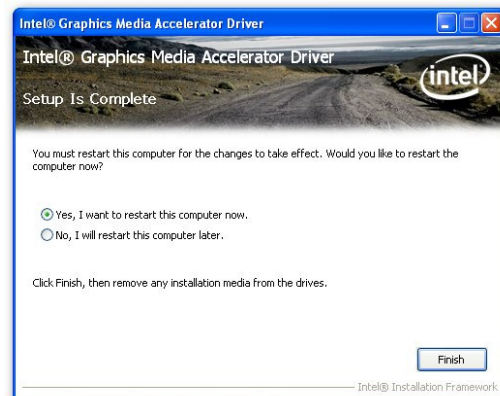 Intel® Graphics Media Accelerator Driver
Intel® Graphics Media Accelerator Driver
intel
Setup Is Complete
You must restart this computer for the changes to take effect. Would you like to restart the
computer now?
Yes, I want to restart this computer now.
No, I will restart this computer later.
Click Finish, then remove any installation media from the drives.
Finish
Intel® Installation Framework